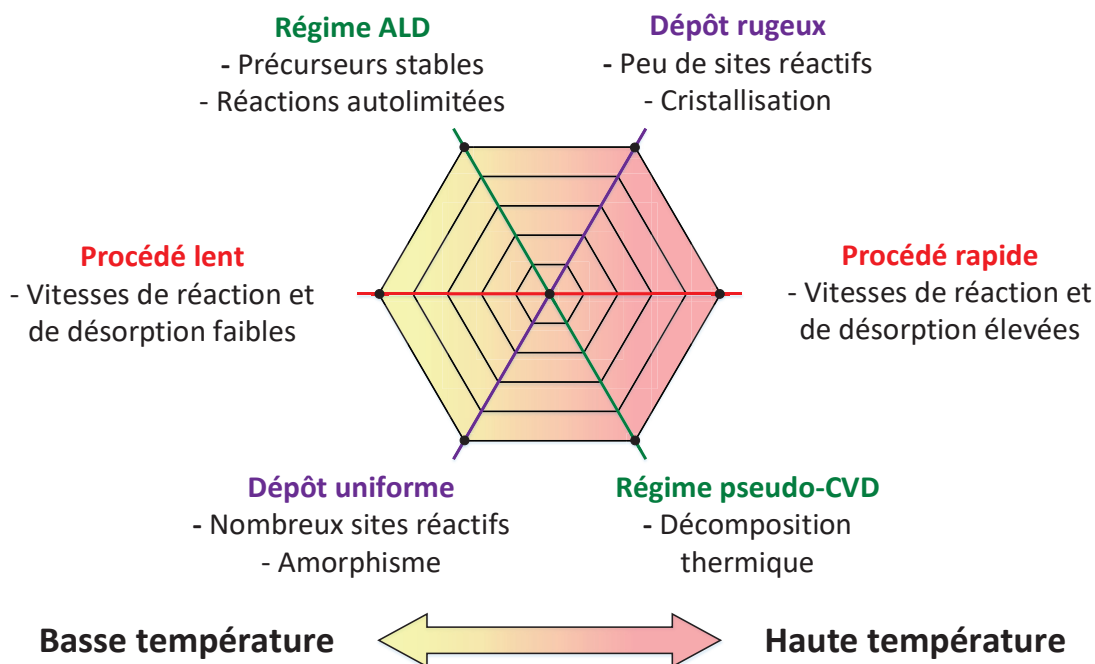 Régime ALD
- Précurseurs stables
- Réactions autolimitées
Dépôt rugeux
- Peu de sites réactifs
- Cristallisation
Procédé lent
- Vitesses de réaction et
de désorption faibles
Procédé rapide
- Vitesses de réaction et
de désorption élevées
Dépôt uniforme
- Nombreux sites réactifs
- Amorphisme
Régime pseudo-CVD
- Décomposition
thermique
Basse température
Haute température